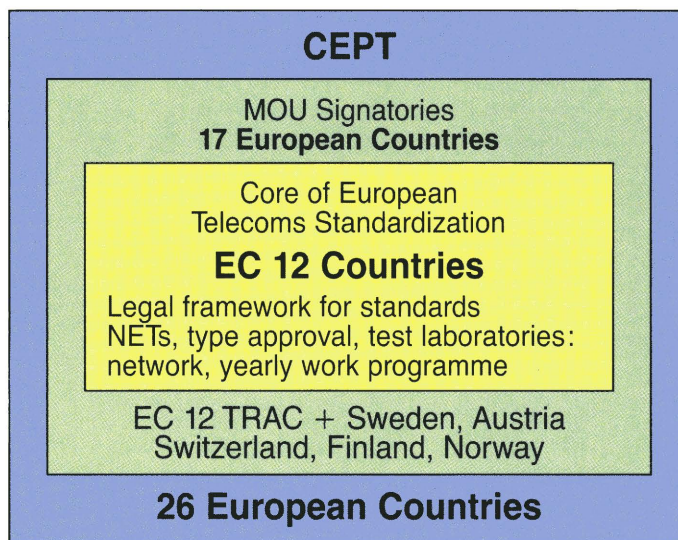 CEPT
MOU Signatories
17 European Countries
Core of European
Telecoms Standardization
EC 12 Countries
Legal framework for standards
NETs, type approval, test laboratories:
network, yearly work programme
EC 12 TRAC + Sweden, Austria
Switzerland, Finland, Norway
26 European Countries